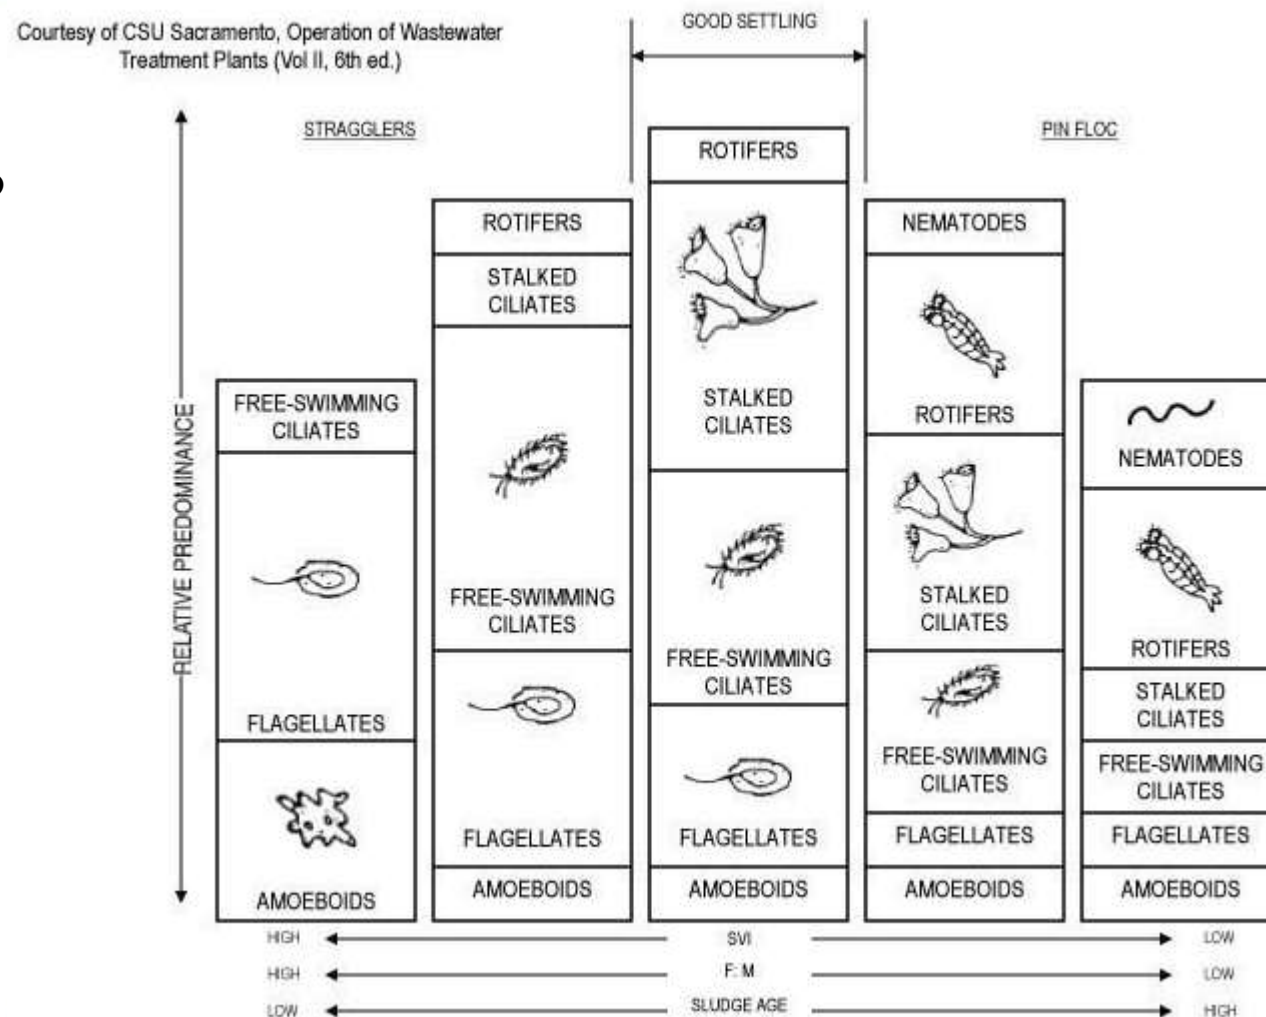 Courtesy of CSU Sacramento, Operation of Wastewater
Treatment Plants (Vol II, 6th ed.)
GOOD SETTLING
STRAGGLERS
PIN FLOC
RELATIVE PREDOMINANCE
FREE-SWIMMING
CILIATES
FLAGELLATES
AMOEBOIDS
ROTIFERS
STALKED
CILIATES
FREE-SWIMMING
CILIATES
FLAGELLATES
AMOEBOIDS
ROTIFERS
STALKED
CILIATES
FREE-SWIMMING
CILIATES
FLAGELLATES
AMOEBOIDS
NEMATODES
ROTIFERS
STALKED
CILIATES
FREE-SWIMMING
CILIATES
FLAGELLATES
AMOEBOIDS
NEMATODES
ROTIFERS
STALKED
CILIATES
FREE-SWIMMING
CILIATES
FLAGELLATES
AMOEBOIDS
HIGH SVI LOW
HIGH F: M LOW
LOW SLUDGE AGE HIGH